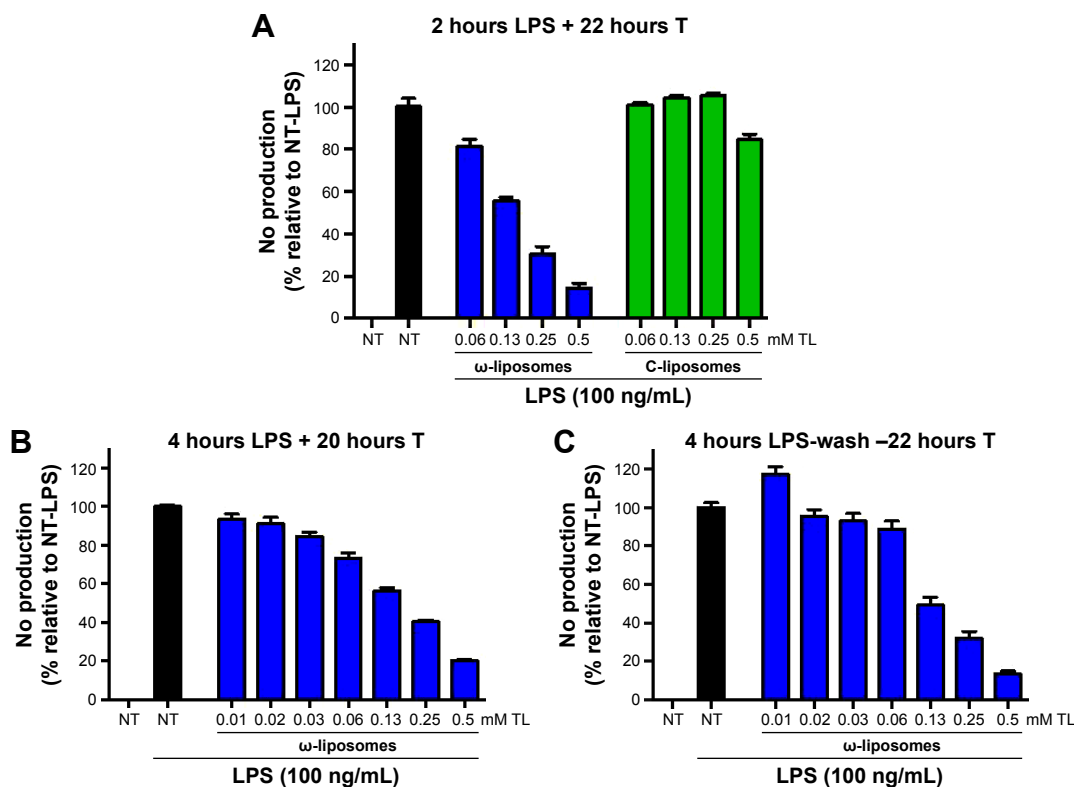 A
2 hours LPS + 22 hours T
No production
(% relative to NT-LPS)
120
100
80
60
40
20
0
NT NT 0.06 0.13 0.25 0.5 0.06 0.13 0.25 0.5 mM TL
ω-liposomes C-liposomes
LPS (100 ng/mL)
B
4 hours LPS + 20 hours T
No production
(% relative to NT-LPS)
120
100
80
60
40
20
0
NT NT 0.01 0.02 0.03 0.06 0.13 0.25 0.5 mM TL
ω-liposomes
LPS (100 ng/mL)
C
4 hours LPS-wash –22 hours T
No production
(% relative to NT-LPS)
120
100
80
60
40
20
0
NT NT 0.01 0.02 0.03 0.06 0.13 0.25 0.5 mM TL
ω-liposomes
LPS (100 ng/mL)